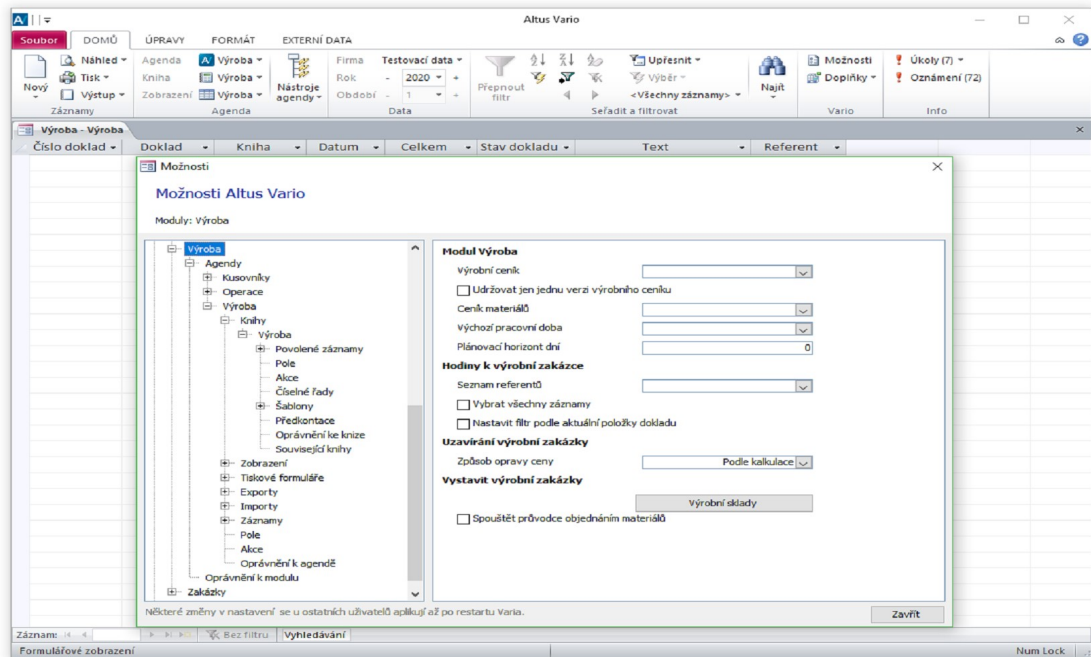 Altus Vario
Soubor DOMŮ ÚPRAVY FORMÁT EXTERNÍ DATA
Nový
Náhled
Tisk
Výstup
Záznamy
Agenda Výroba
Kniha Výroba
Zobrazení Výroba
Nástroje agendy
Agenda
Firma Testovací data
Rok - 2020 +
Období - 1 +
Data
Přepnout filtr
Upřesnit
Výběr
<Všechny záznamy>
Seřadit a filtrovat
Najít
Možnosti
Doplňky
Vario
Úkoly (7)
Oznámení (72)
Info
Výroba - Výroba
Číslo doklad Doklad Kniha Datum Celkem Stav dokladu Text Referent
Možnosti
Možnosti Altus Vario
Moduly: Výroba
Výroba
Agendy
Kusovníky
Operace
Výroba
Knihy
Výroba
Povolené záznamy
Pole
Akce
Číselné řady
Šablony
Předkontace
Oprávnění ke knize
Související knihy
Zobrazení
Tiskové formuláře
Exporty
Importy
Záznamy
Pole
Akce
Oprávnění k agendě
Oprávnění k modulu
Zakázky
Modul Výroba
Výrobní ceník
Udržovat jen jednu verzi výrobního ceníku
Ceník materiálů
Výchozí pracovní doba
Plánovací horizont dní 0
Hodiny k výrobní zakázce
Seznam referentů
Vybrat všechny záznamy
Nastavit filtr podle aktuální položky dokladu
Uzavírání výrobní zakázky
Způsob opravy ceny Podle kalkulace
Vystavit výrobní zakázky
Výrobní sklady
Spouštět průvodce objednáním materiálů
Některé změny v nastavení se u ostatních uživatelů aplikují až po restartu Varia.
Zavřít
Záznam: Bez filtru Vyhledávání
Formulářové zobrazení Num Lock